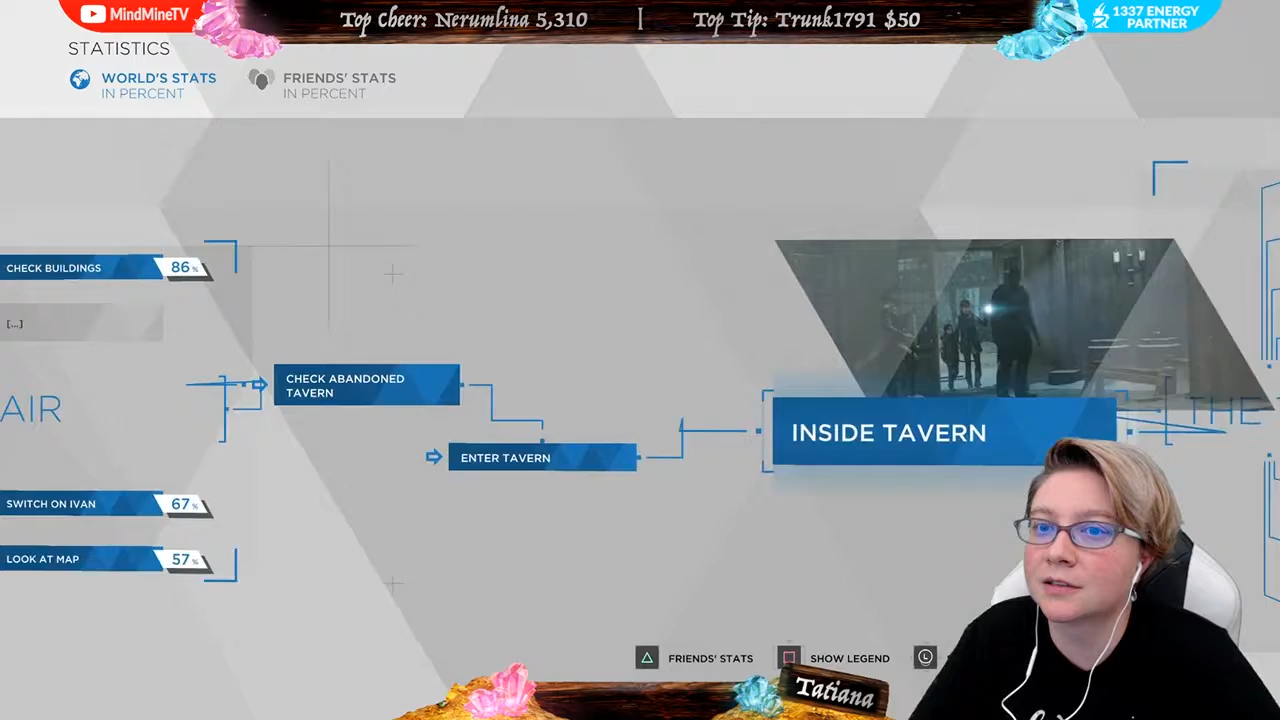 MindMineTV
Top Cheer: Nerumlina 5,310 | Top Tip: Trunk1791 $50
1337 ENERGY
PARTNER
STATISTICS
WORLD'S STATS
IN PERCENT
FRIENDS' STATS
IN PERCENT
CHECK BUILDINGS 86%
[...]
CHECK ABANDONED
TAVERN
AIR
THE
INSIDE TAVERN
ENTER TAVERN
SWITCH ON IVAN 67%
LOOK AT MAP 57%
FRIENDS' STATS
SHOW LEGEND
L
Tatiana